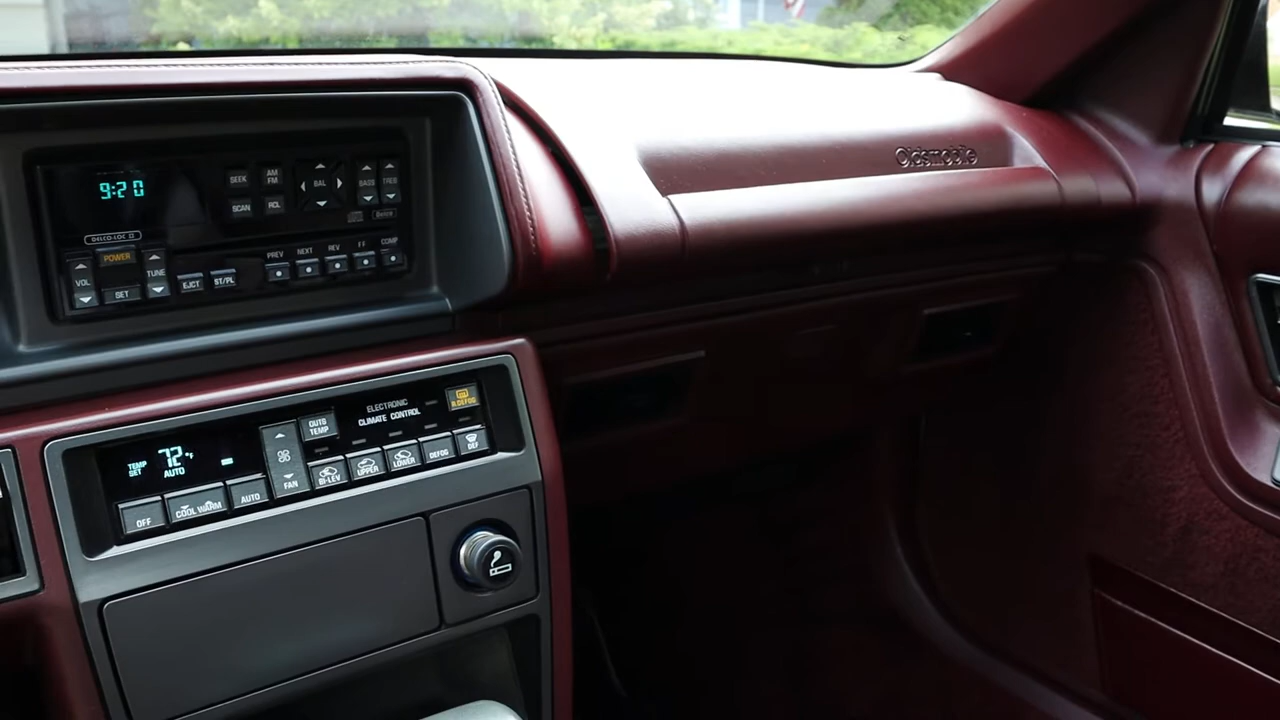 9:20
SEEK
AM
FM
SCAN
RCL
BAL
BASS
TREB
DELCO-LOC II
Delco
POWER
VOL
SET
TUNE
EJCT
ST/PL
PREV
NEXT
REV
FF
COMP
Oldsmobile
ELECTRONIC
CLIMATE CONTROL
OUTS
TEMP
R.DEFOG
TEMP
SET
72°F
AUTO
OFF
COOL WARM
AUTO
FAN
BI-LEV
UPPER
LOWER
DEFOG
DEF